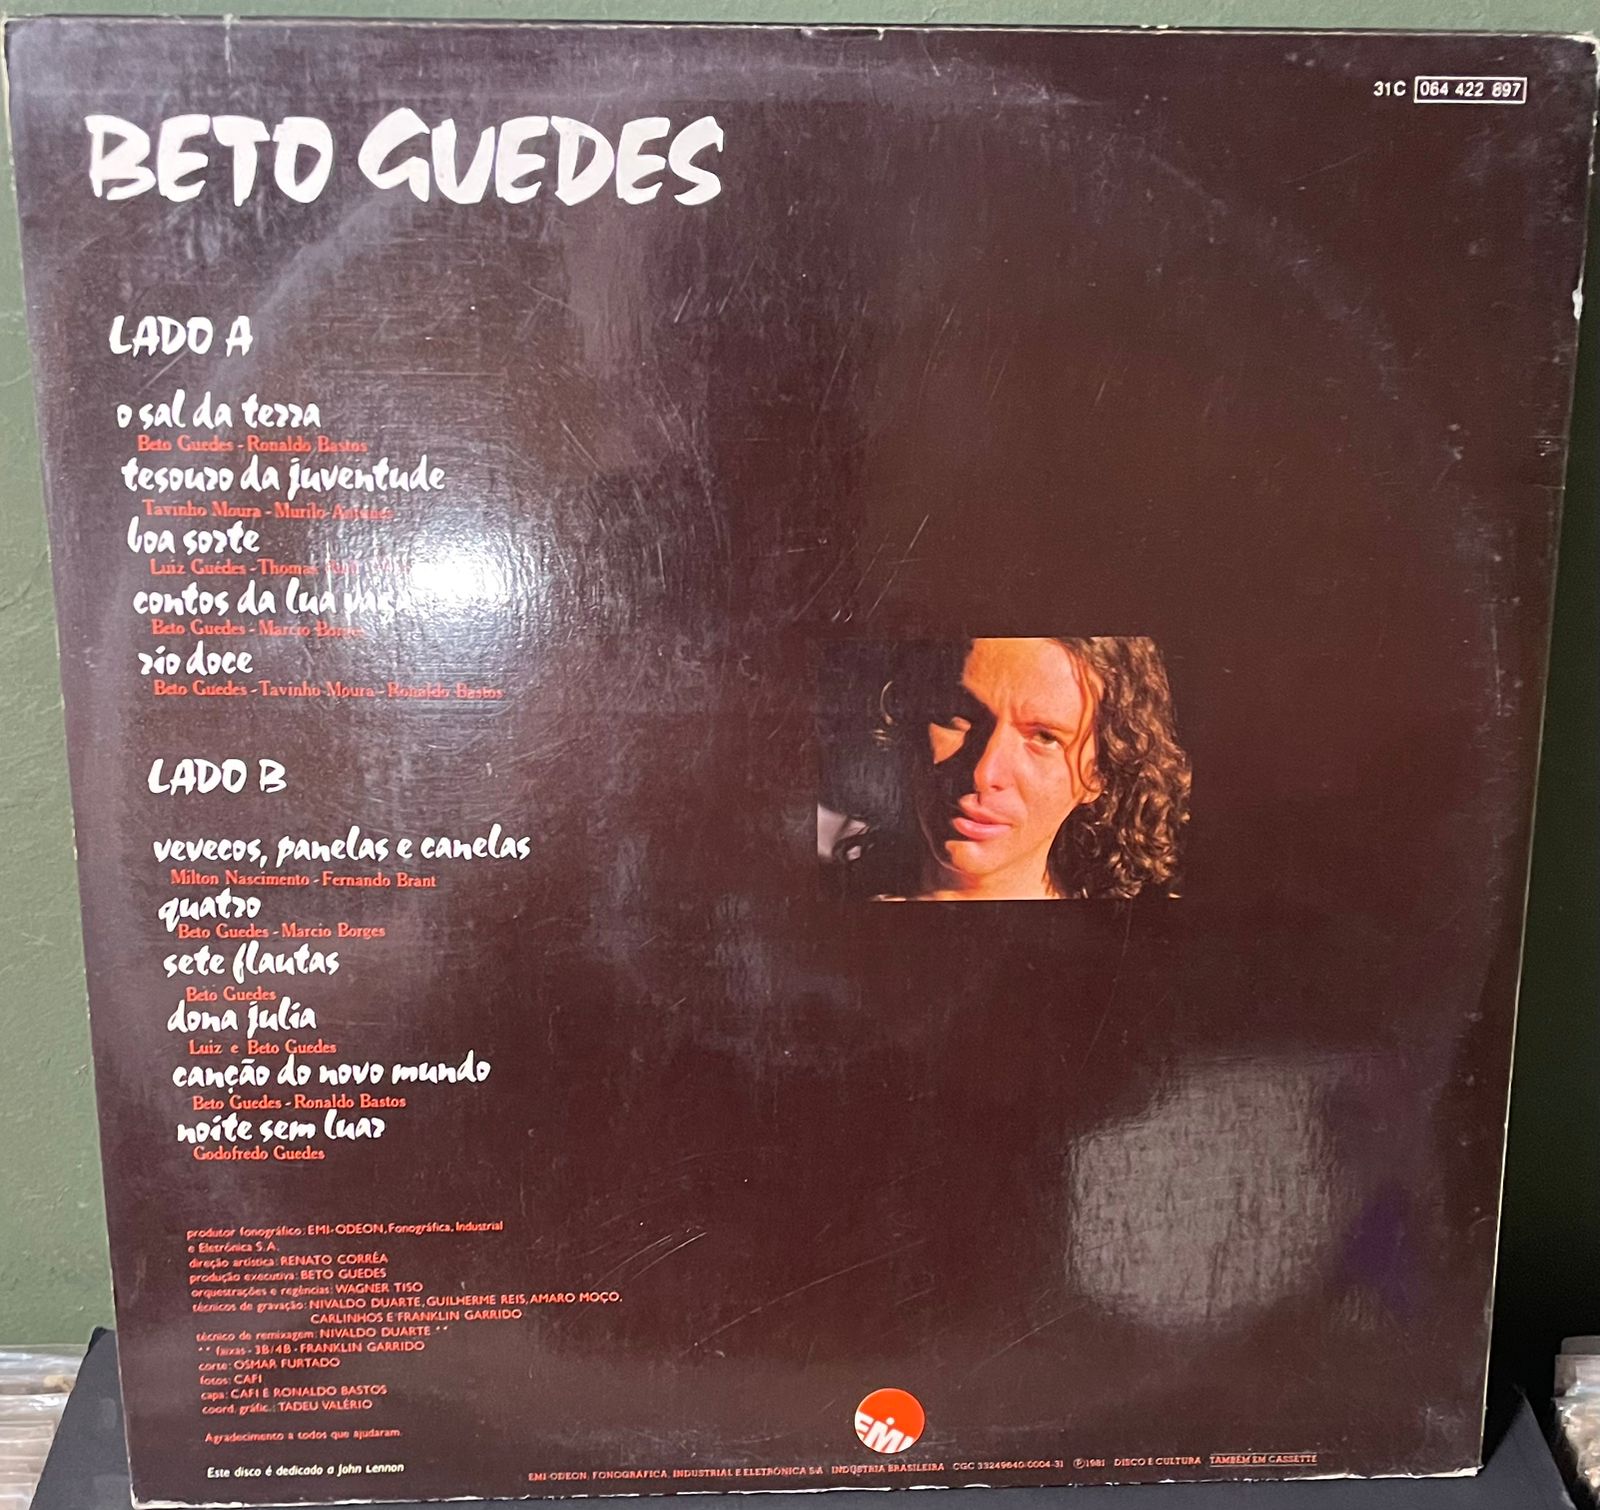 31C 064 422 897
BETO GUEDES
LADO A
o sal da terra
Beto Guedes - Ronaldo Bastos
tesouro da juventude
Tavinho Moura - Murilo Antunes
boa sorte
Luiz Guedes - Thomas
contos da lua vaga
Beto Guedes - Marcio Borges
rio doce
Beto Guedes - Tavinho Moura - Ronaldo Bastos
LADO B
vevecos, panelas e canelas
Milton Nascimento - Fernando Brant
quatro
Beto Guedes - Marcio Borges
sete flautas
Beto Guedes
dona julia
Luiz e Beto Guedes
canção do novo mundo
Beto Guedes - Ronaldo Bastos
noite sem luar
Godofredo Guedes
produtor fonográfico: EMI-ODEON, Fonográfica, Industrial
e Eletrônica S.A.
direção artística: RENATO CORRÊA
produção executiva: BETO GUEDES
orquestrações e regências: WAGNER TISO
técnicos de gravação: NIVALDO DUARTE, GUILHERME REIS, AMARO MOÇO,
CARLINHOS E FRANKLIN GARRIDO
técnico de remixagem: NIVALDO DUARTE **
** faixas - 3B/4B - FRANKLIN GARRIDO
corte: OSMAR FURTADO
fotos: CAFI
capa: CAFI E RONALDO BASTOS
coord. gráfic.: TADEU VALÉRIO
Agradecimento a todos que ajudaram.
Este disco é dedicado a John Lennon
EMI
EMI-ODEON, FONOGRÁFICA, INDUSTRIAL E ELETRÔNICA S/A INDÚSTRIA BRASILEIRA CGC 33249640/0004-31 ℗1981 DISCO É CULTURA TAMBÉM EM CASSETTE